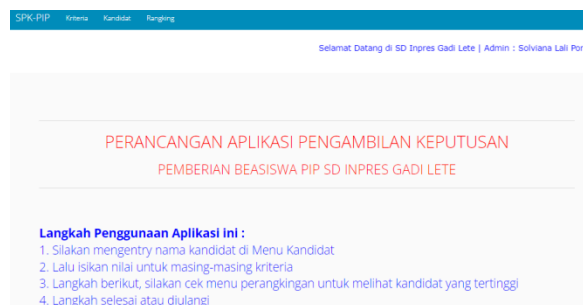 SPK-PIP Kriteria Kandidat Rangking
Selamat Datang di SD Inpres Gadi Lete | Admin : Solviana Lali Por
PERANCANGAN APLIKASI PENGAMBILAN KEPUTUSAN
PEMBERIAN BEASISWA PIP SD INPRES GADI LETE
Langkah Penggunaan Aplikasi ini :
1. Silakan mengentry nama kandidat di Menu Kandidat
2. Lalu isikan nilai untuk masing-masing kriteria
3. Langkah berikut, silakan cek menu perangkingan untuk melihat kandidat yang tertinggi
4. Langkah selesai atau diulangi